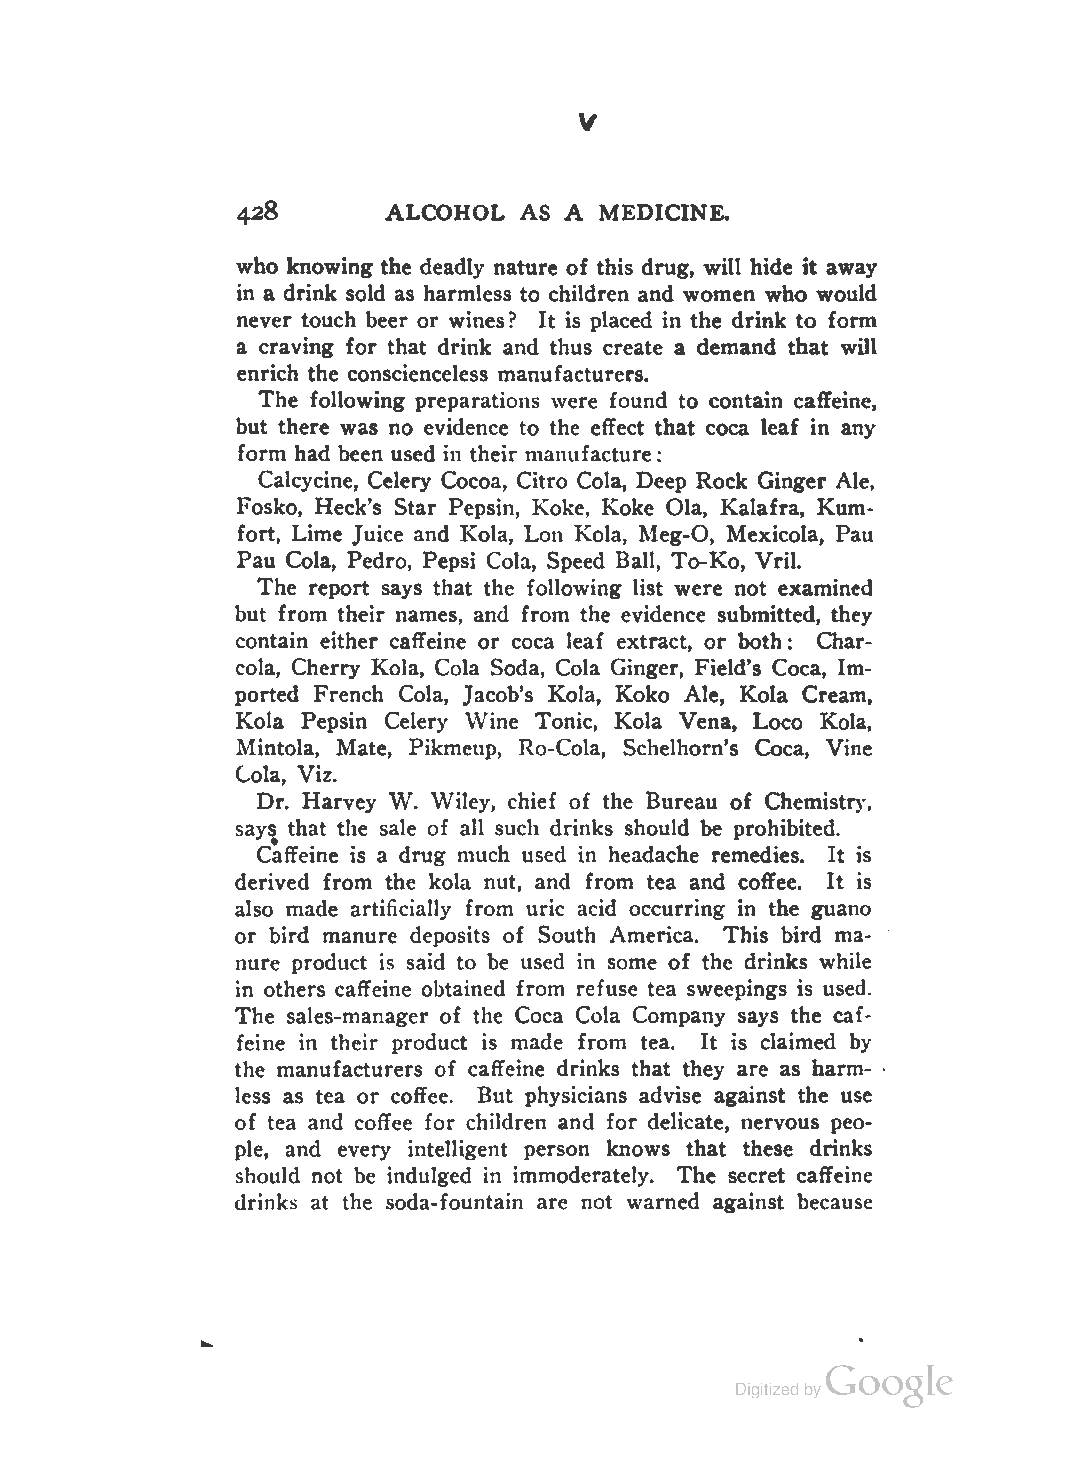 v
428 ALCOHOL AS A MEDICINE.
who knowing the deadly nature of this drug, will hide it away
in a drink sold as harmless to children and women who would
never touch beer or wines? It is placed in the drink to form
a craving for that drink and thus create a demand that will
enrich the conscienceless manufacturers.
The following preparations were found to contain caffeine,
but there was no evidence to the effect that coca leaf in any
form had been used in their manufacture:
Calcycine, Celery Cocoa, Citro Cola, Deep Rock Ginger Ale,
Fosko, Heck's Star Pepsin, Koke, Koke Ola, Kalafra, Kum-
fort, Lime Juice and Kola, Lon Kola, Meg-O, Mexicola, Pau
Pau Cola, Pedro, Pepsi Cola, Speed Ball, To-Ko, Vril.
The report says that the following list were not examined
but from their names, and from the evidence submitted, they
contain either caffeine or coca leaf extract, or both: Char-
cola, Cherry Kola, Cola Soda, Cola Ginger, Field's Coca, Im-
ported French Cola, Jacob's Kola, Koko Ale, Kola Cream,
Kola Pepsin Celery Wine Tonic, Kola Vena, Loco Kola,
Mintola, Mate, Pikmeup, Ro-Cola, Schelhorn's Coca, Vine
Cola, Viz.
Dr. Harvey W. Wiley, chief of the Bureau of Chemistry,
says that the sale of all such drinks should be prohibited.
Caffeine is a drug much used in headache remedies. It is
derived from the kola nut, and from tea and coffee. It is
also made artificially from uric acid occurring in the guano
or bird manure deposits of South America. This bird ma-
nure product is said to be used in some of the drinks while
in others caffeine obtained from refuse tea sweepings is used.
The sales-manager of the Coca Cola Company says the caf-
feine in their product is made from tea. It is claimed by
the manufacturers of caffeine drinks that they are as harm-
less as tea or coffee. But physicians advise against the use
of tea and coffee for children and for delicate, nervous peo-
ple, and every intelligent person knows that these drinks
should not be indulged in immoderately. The secret caffeine
drinks at the soda-fountain are not warned against because
Digitized by Google